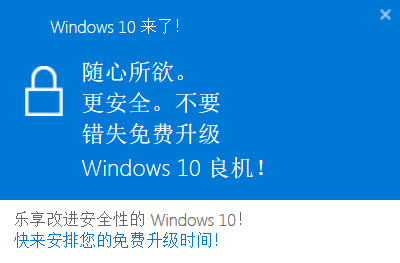 Windows 10 来了!
随心所欲。
更安全。不要
错失免费升级
Windows 10 良机!
乐享改进安全性的 Windows 10!
快来安排您的免费升级时间!